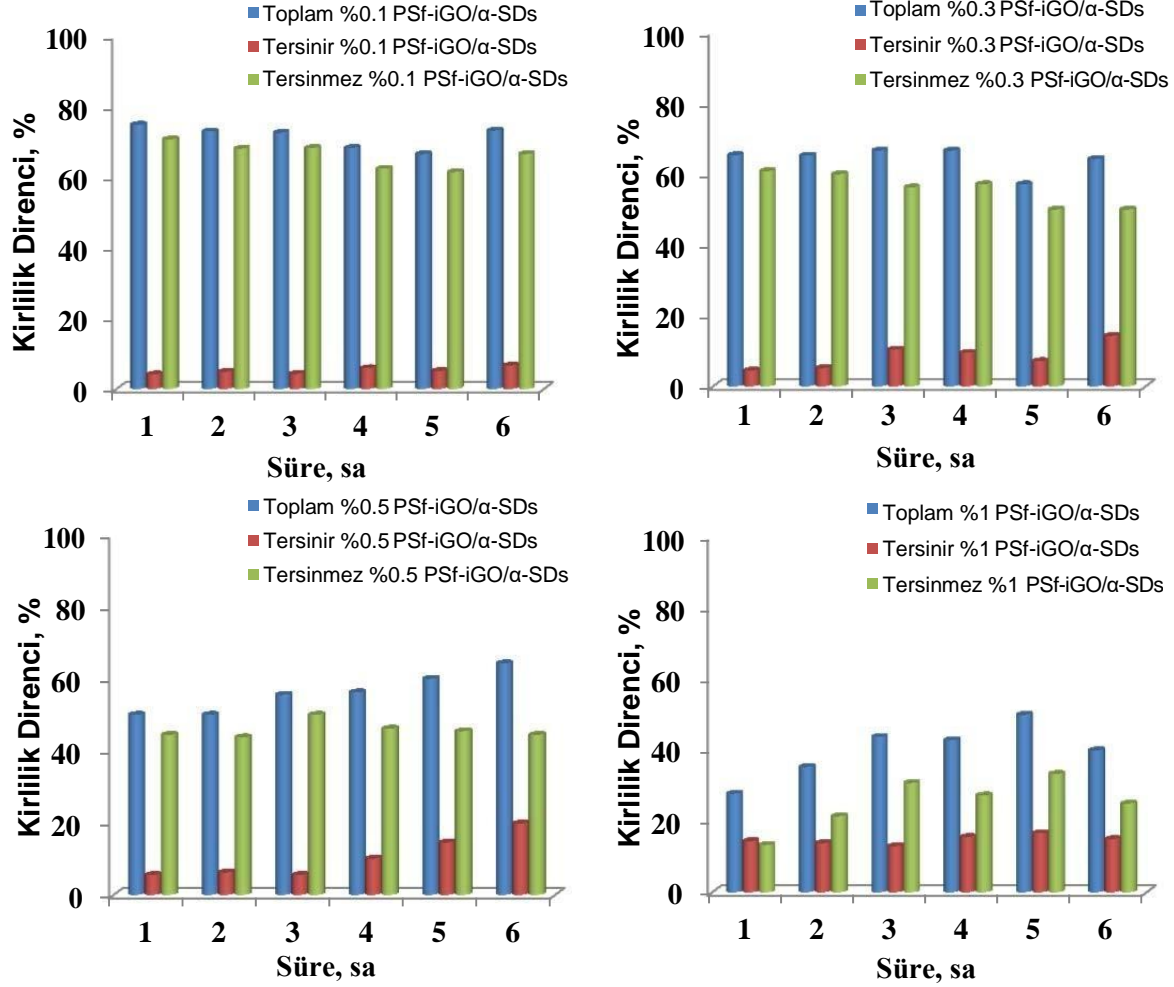 Toplam %0.1 PSf-iGO/α-SDs
Tersinir %0.1 PSf-iGO/α-SDs
Tersinmez %0.1 PSf-iGO/α-SDs
Kirlilik Direnci, %
100
80
60
40
20
0
1 2 3 4 5 6
Süre, sa
Toplam %0.3 PSf-iGO/α-SDs
Tersinir %0.3 PSf-iGO/α-SDs
Tersinmez %0.3 PSf-iGO/α-SDs
Kirlilik Direnci, %
100
80
60
40
20
0
1 2 3 4 5 6
Süre, sa
Toplam %0.5 PSf-iGO/α-SDs
Tersinir %0.5 PSf-iGO/α-SDs
Tersinmez %0.5 PSf-iGO/α-SDs
Kirlilik Direnci, %
100
80
60
40
20
0
1 2 3 4 5 6
Süre, sa
Toplam %1 PSf-iGO/α-SDs
Tersinir %1 PSf-iGO/α-SDs
Tersinmez %1 PSf-iGO/α-SDs
Kirlilik Direnci, %
100
80
60
40
20
0
1 2 3 4 5 6
Süre, sa